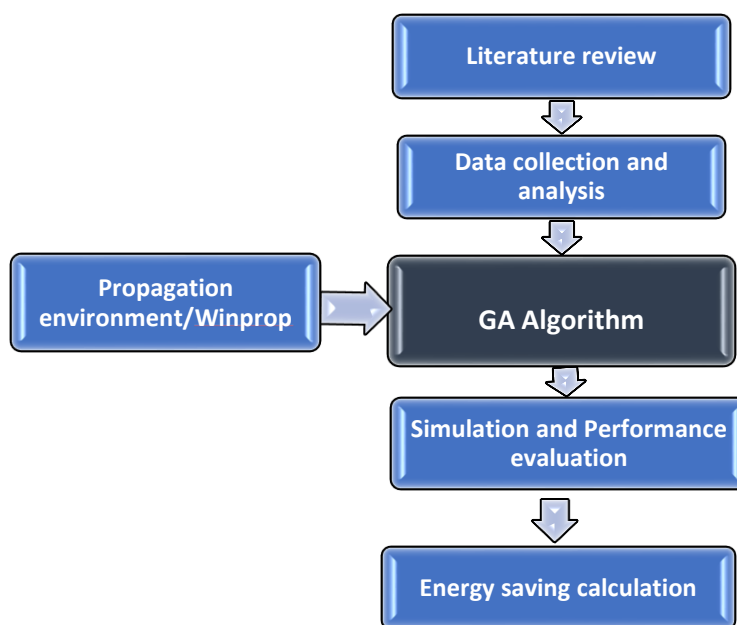 Literature review
Data collection and
analysis
Propagation
environment/Winprop
GA Algorithm
Simulation and Performance
evaluation
Energy saving calculation